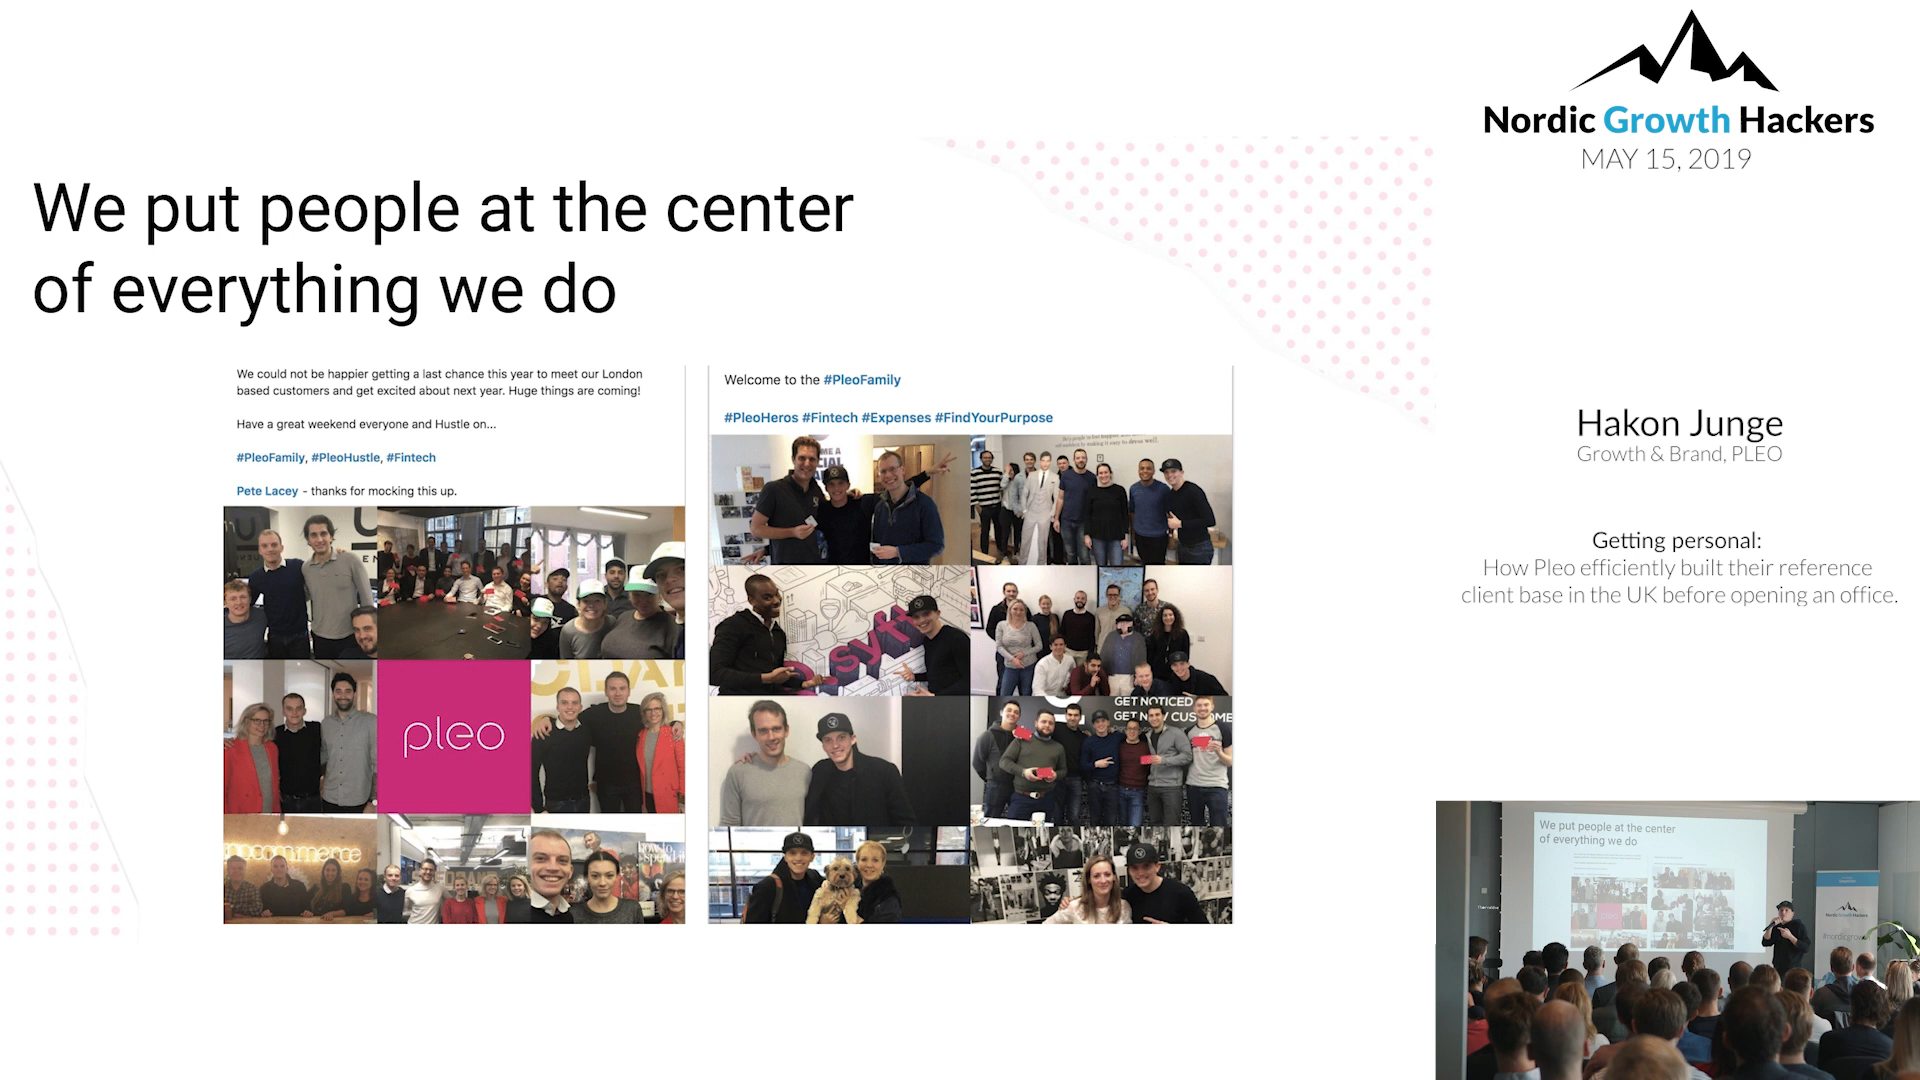 We put people at the center
of everything we do
We could not be happier getting a last chance this year to meet our London
based customers and get excited about next year. Huge things are coming!
Have a great weekend everyone and Hustle on...
#PleoFamily, #PleoHustle, #Fintech
Pete Lacey - thanks for mocking this up.
pleo
Welcome to the #PleoFamily
#PleoHeros #Fintech #Expenses #FindYourPurpose
syft
GET NOTICED
Nordic Growth Hackers
MAY 15, 2019
Hakon Junge
Growth & Brand, PLEO
Getting personal:
How Pleo efficiently built their reference
client base in the UK before opening an office.
We put people at the center
of everything we do
pleo
Nordic Growth Hackers